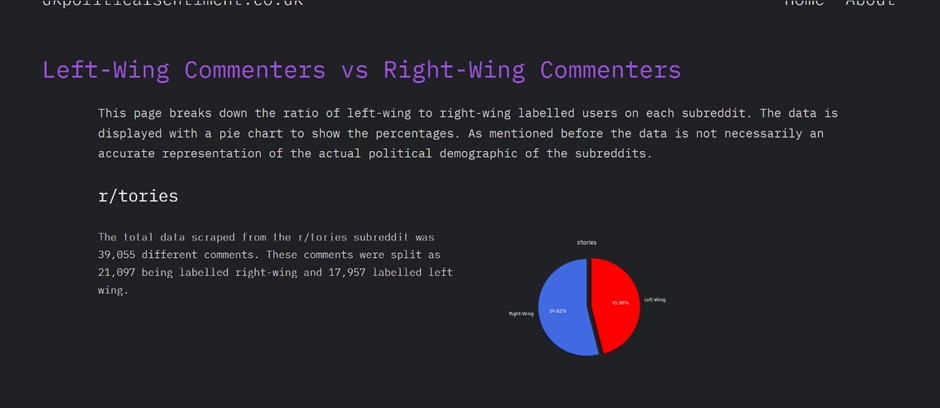 ukpoliticalsentiment.co.uk Home About
Left-Wing Commenters vs Right-Wing Commenters
This page breaks down the ratio of left-wing to right-wing labelled users on each subreddit. The data is
displayed with a pie chart to show the percentages. As mentioned before the data is not necessarily an
accurate representation of the actual political demographic of the subreddits.
r/tories
The total data scraped from the r/tories subreddit was
39,055 different comments. These comments were split as
21,097 being labelled right-wing and 17,957 labelled left
wing.
r/tories
45.98%
Left-Wing
54.02%
Right-Wing